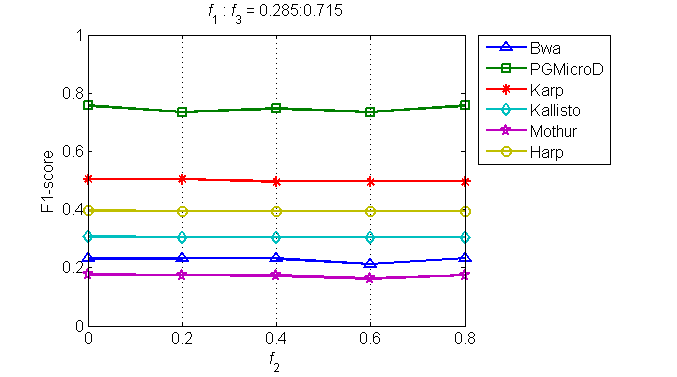 f1 : f3 = 0.285:0.715
1
0.8
0.6
0.4
0.2
0
F1-score
0 0.2 0.4 0.6 0.8
f2
Bwa
PGMicroD
Karp
Kallisto
Mothur
Harp